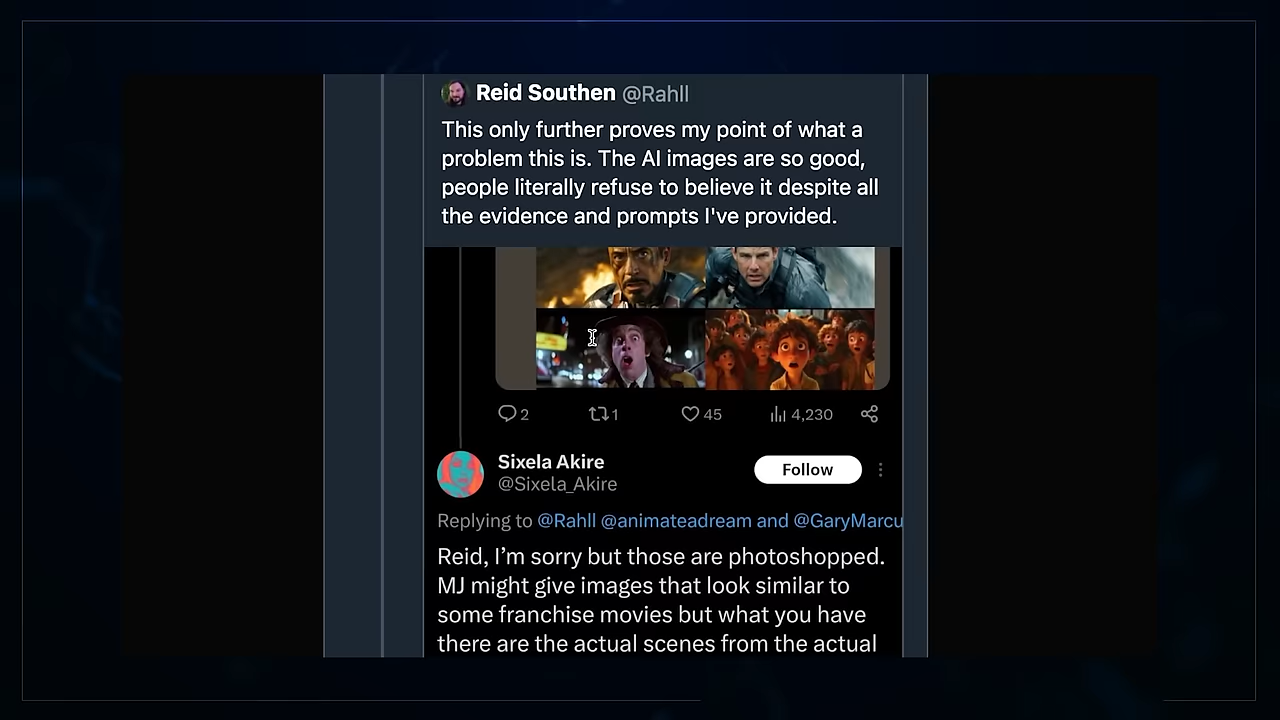 Reid Southen @Rahll
This only further proves my point of what a
problem this is. The AI images are so good,
people literally refuse to believe it despite all
the evidence and prompts I've provided.
2 1 45 4,230
Sixela Akire
@Sixela_Akire
Follow
Replying to @Rahll @animateadream and @GaryMarcu
Reid, I’m sorry but those are photoshopped.
MJ might give images that look similar to
some franchise movies but what you have
there are the actual scenes from the actual